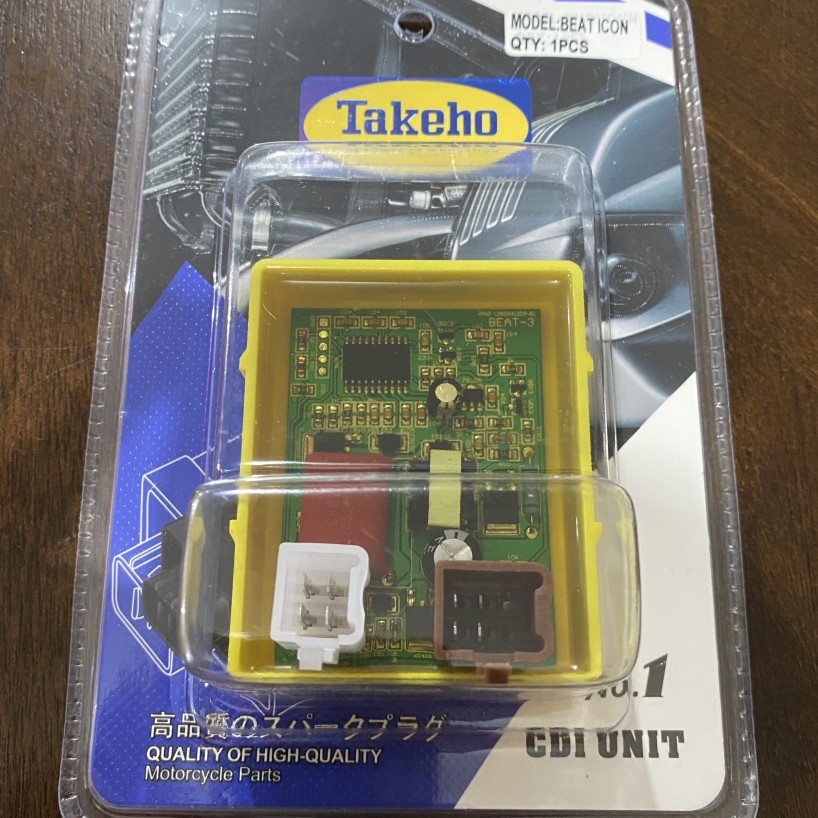 MODEL:BEAT ICON
QTY: 1PCS
Takeho
BEAT-3
NO.1
高品質のスパークプラグ
QUALITY OF HIGH-QUALITY
CDI UNIT
Motorcycle Parts